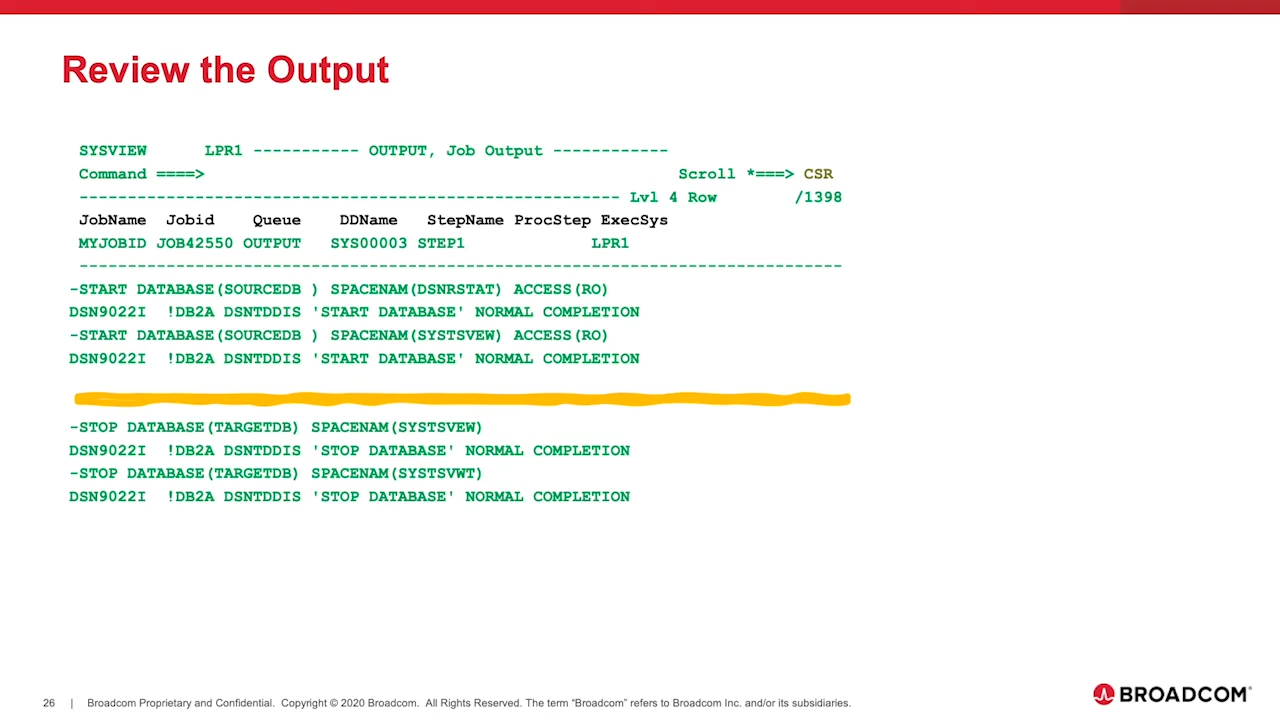 Review the Output
SYSVIEW      LPR1 ----------- OUTPUT, Job Output ------------
Command ====>                                                 Scroll *===> CSR
-------------------------------------------------------- Lvl 4 Row        /1398
JobName  Jobid    Queue    DDName   StepName ProcStep ExecSys
MYJOBID JOB42550 OUTPUT   SYS00003 STEP1             LPR1
-------------------------------------------------------------------------------
-START DATABASE(SOURCEDB ) SPACENAM(DSNRSTAT) ACCESS(RO)
DSN9022I  !DB2A DSNTDDIS 'START DATABASE' NORMAL COMPLETION
-START DATABASE(SOURCEDB ) SPACENAM(SYSTSVEW) ACCESS(RO)
DSN9022I  !DB2A DSNTDDIS 'START DATABASE' NORMAL COMPLETION
-STOP DATABASE(TARGETDB) SPACENAM(SYSTSVEW)
DSN9022I  !DB2A DSNTDDIS 'STOP DATABASE' NORMAL COMPLETION
-STOP DATABASE(TARGETDB) SPACENAM(SYSTSVWT)
DSN9022I  !DB2A DSNTDDIS 'STOP DATABASE' NORMAL COMPLETION
26 | Broadcom Proprietary and Confidential. Copyright © 2020 Broadcom. All Rights Reserved. The term “Broadcom” refers to Broadcom Inc. and/or its subsidiaries.
BROADCOM®